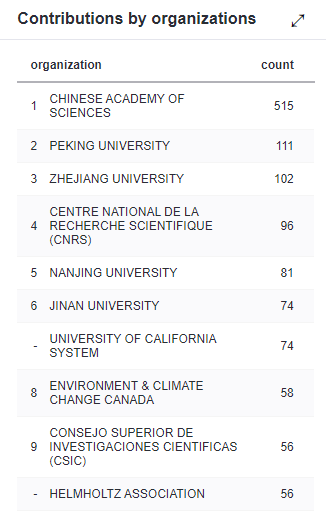 Contributions by organizations
organization count
1 CHINESE ACADEMY OF
SCIENCES 515
2 PEKING UNIVERSITY 111
3 ZHEJIANG UNIVERSITY 102
CENTRE NATIONAL DE LA
4 RECHERCHE SCIENTIFIQUE 96
(CNRS)
5 NANJING UNIVERSITY 81
6 JINAN UNIVERSITY 74
- UNIVERSITY OF CALIFORNIA
SYSTEM 74
8 ENVIRONMENT & CLIMATE
CHANGE CANADA 58
CONSEJO SUPERIOR DE
9 INVESTIGACIONES CIENTIFICAS 56
(CSIC)
- HELMHOLTZ ASSOCIATION 56